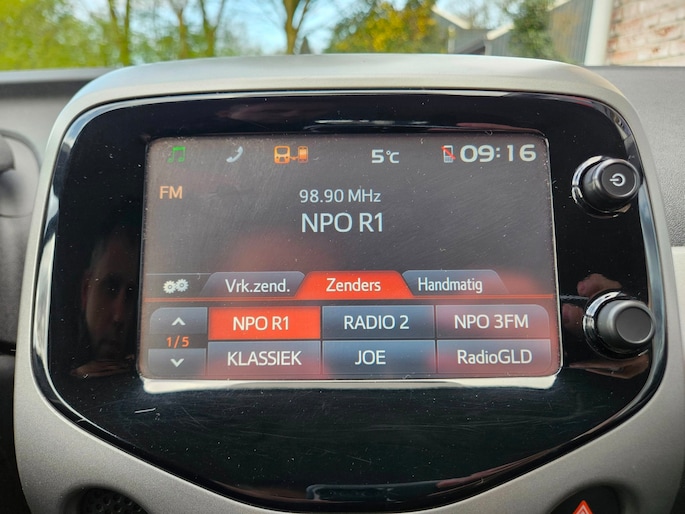 5°C 09:16
FM
98.90 MHz
NPO R1
Vrk.zend. Zenders Handmatig
NPO R1 RADIO 2 NPO 3FM
1/5
KLASSIEK JOE RadioGLD